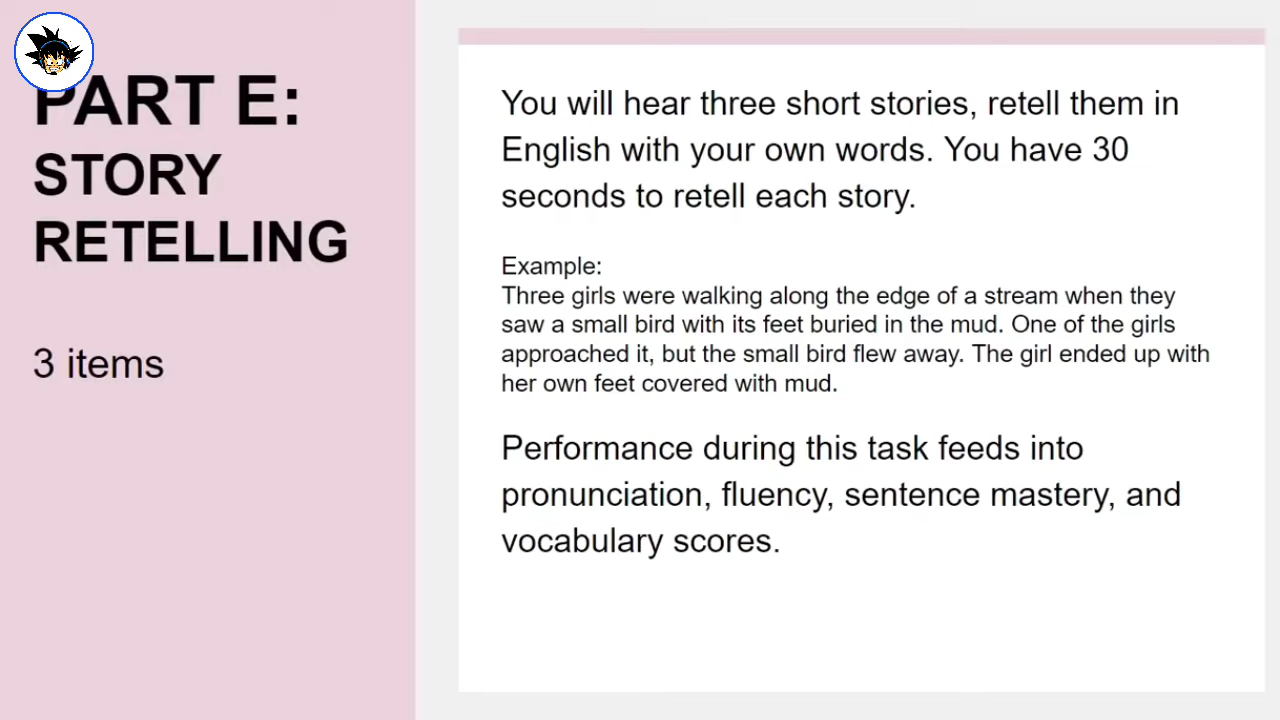 PART E:
STORY
RETELLING
3 items
You will hear three short stories, retell them in
English with your own words. You have 30
seconds to retell each story.
Example:
Three girls were walking along the edge of a stream when they
saw a small bird with its feet buried in the mud. One of the girls
approached it, but the small bird flew away. The girl ended up with
her own feet covered with mud.
Performance during this task feeds into
pronunciation, fluency, sentence mastery, and
vocabulary scores.